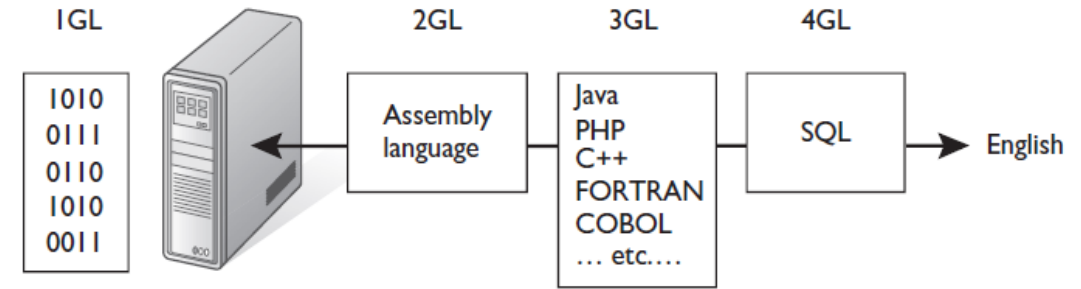 1GL
2GL
3GL
4GL
1010
0111
0110
1010
0011
Assembly
language
Java
PHP
C++
FORTRAN
COBOL
... etc....
SQL
English